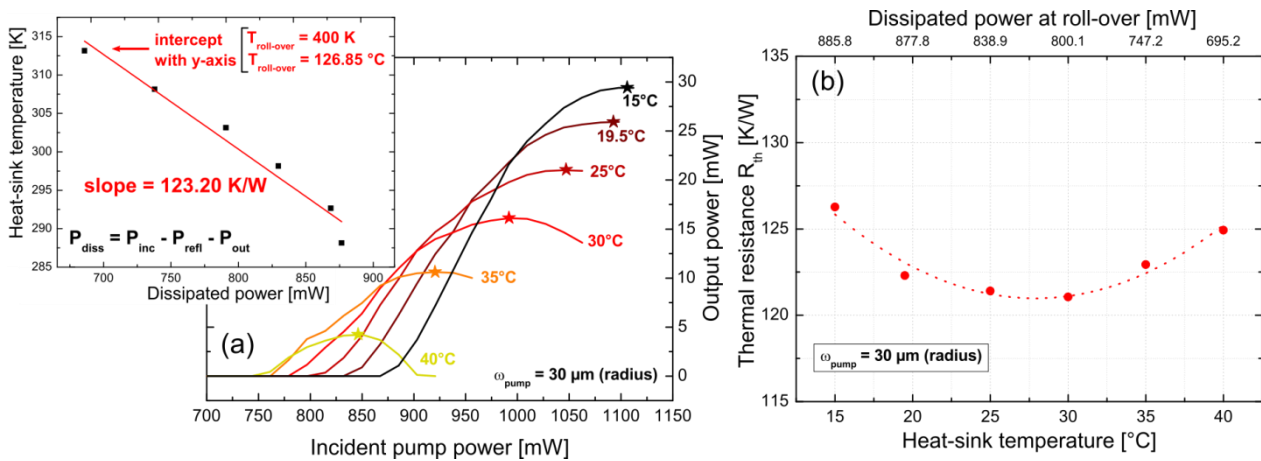 Heat-sink temperature [K]
315
310
305
300
295
290
285
intercept
with y-axis
T_roll-over = 400 K
T_roll-over = 126.85 °C
slope = 123.20 K/W
P_diss = P_inc - P_refl - P_out
700
750
800
850
900
Dissipated power [mW]
15°C
19.5°C
25°C
30°C
35°C
40°C
(a)
ω_pump = 30 µm (radius)
30
25
20
15
10
5
0
Output power [mW]
700
750
800
850
900
950
1000
1050
1100
1150
Incident pump power [mW]
Dissipated power at roll-over [mW]
885.8
877.8
838.9
800.1
747.2
695.2
(b)
Thermal resistance R_th [K/W]
135
130
125
120
115
ω_pump = 30 µm (radius)
15
20
25
30
35
40
Heat-sink temperature [°C]